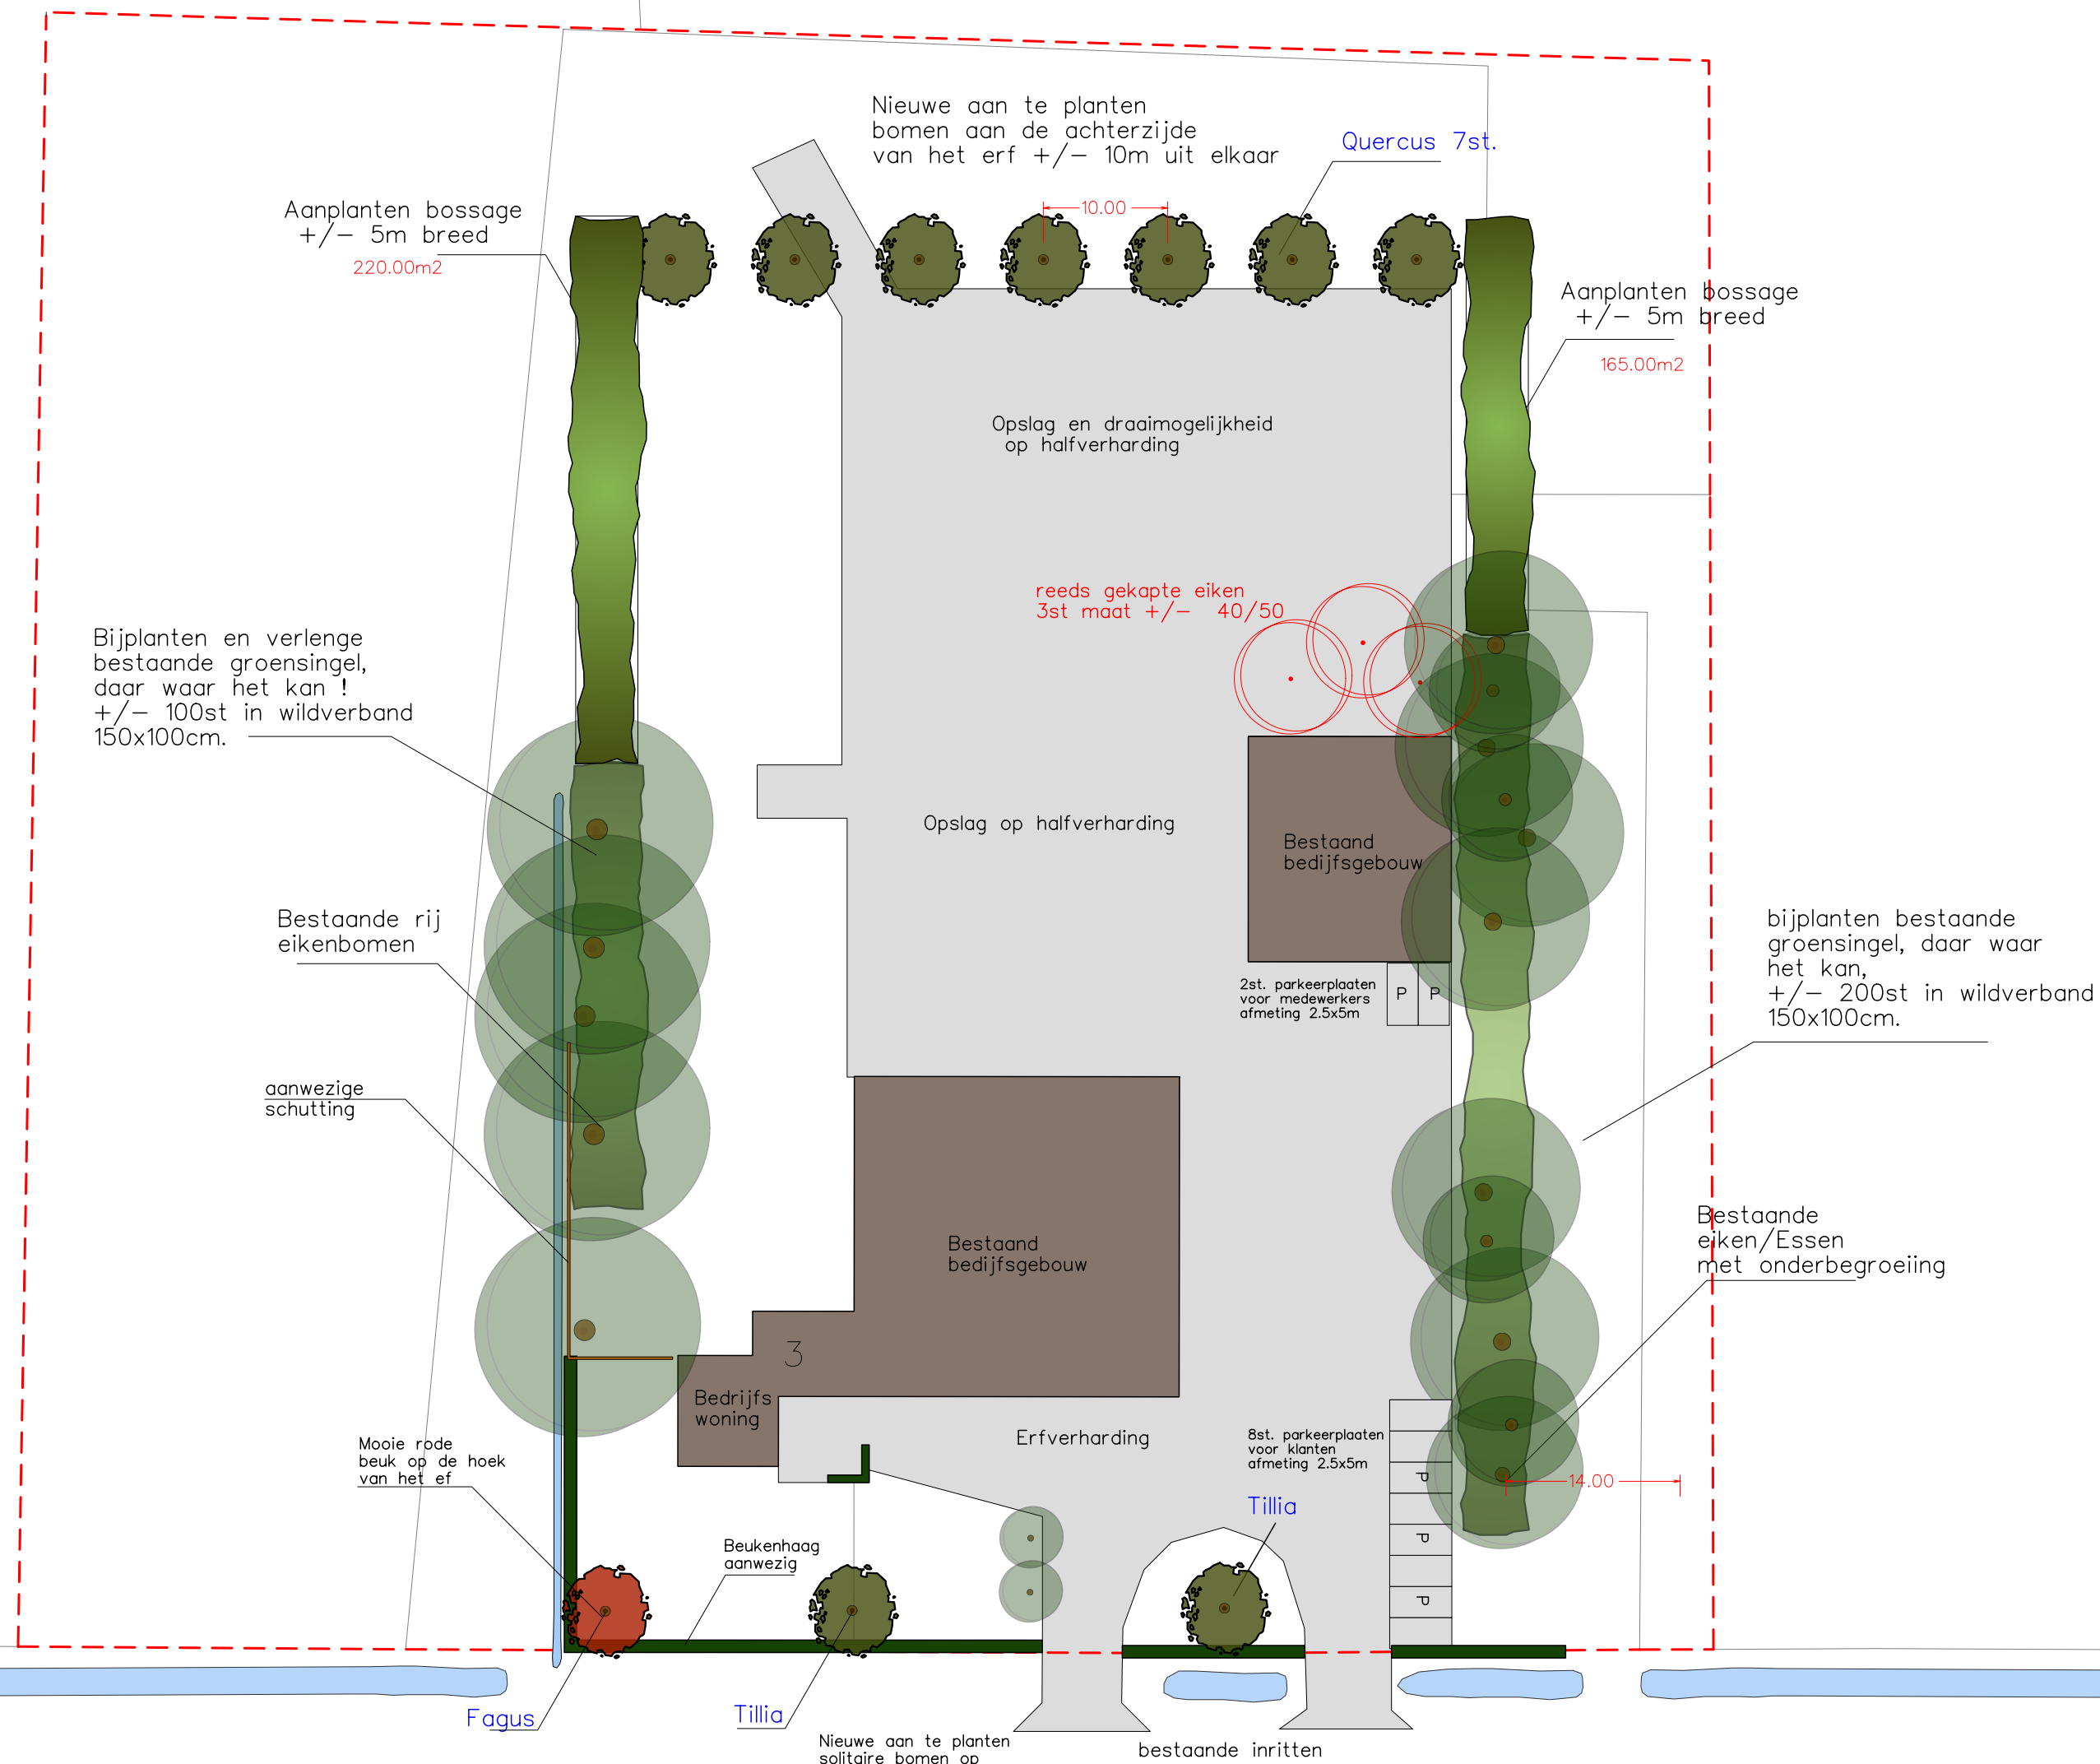 Nieuwe aan te planten
bomen aan de achterzijde
van het erf +/- 10m uit elkaar
Quercus 7st.
Aanplanten bossage
+/- 5m breed
220.00m2
10.00
Aanplanten bossage
+/- 5m breed
165.00m2
Opslag en draaimogelijkheid
op halfverharding
reeds gekapte eiken
3st maat +/- 40/50
Bijplanten en verlenge
bestaande groensingel,
daar waar het kan !
+/- 100st in wildverband
150x100cm.
Opslag op halfverharding
Bestaand
bedijfsgebouw
Bestaande rij
eikenbomen
bijplanten bestaande
groensingel, daar waar
het kan,
+/- 200st in wildverband
150x100cm.
2st. parkeerplaaten
voor medewerkers
afmeting 2.5x5m
P P
aanwezige
schutting
Bestaand
bedijfsgebouw
Bestaande
eiken/Essen
met onderbegroeiing
3
Bedrijfs
woning
Mooie rode
beuk op de hoek
van het ef
Erfverharding
8st. parkeerplaaten
voor klanten
afmeting 2.5x5m
P
P
P
14.00
Tillia
Beukenhaag
aanwezig
Fagus
Tillia
Nieuwe aan te planten
solitaire bomen op
bestaande inritten